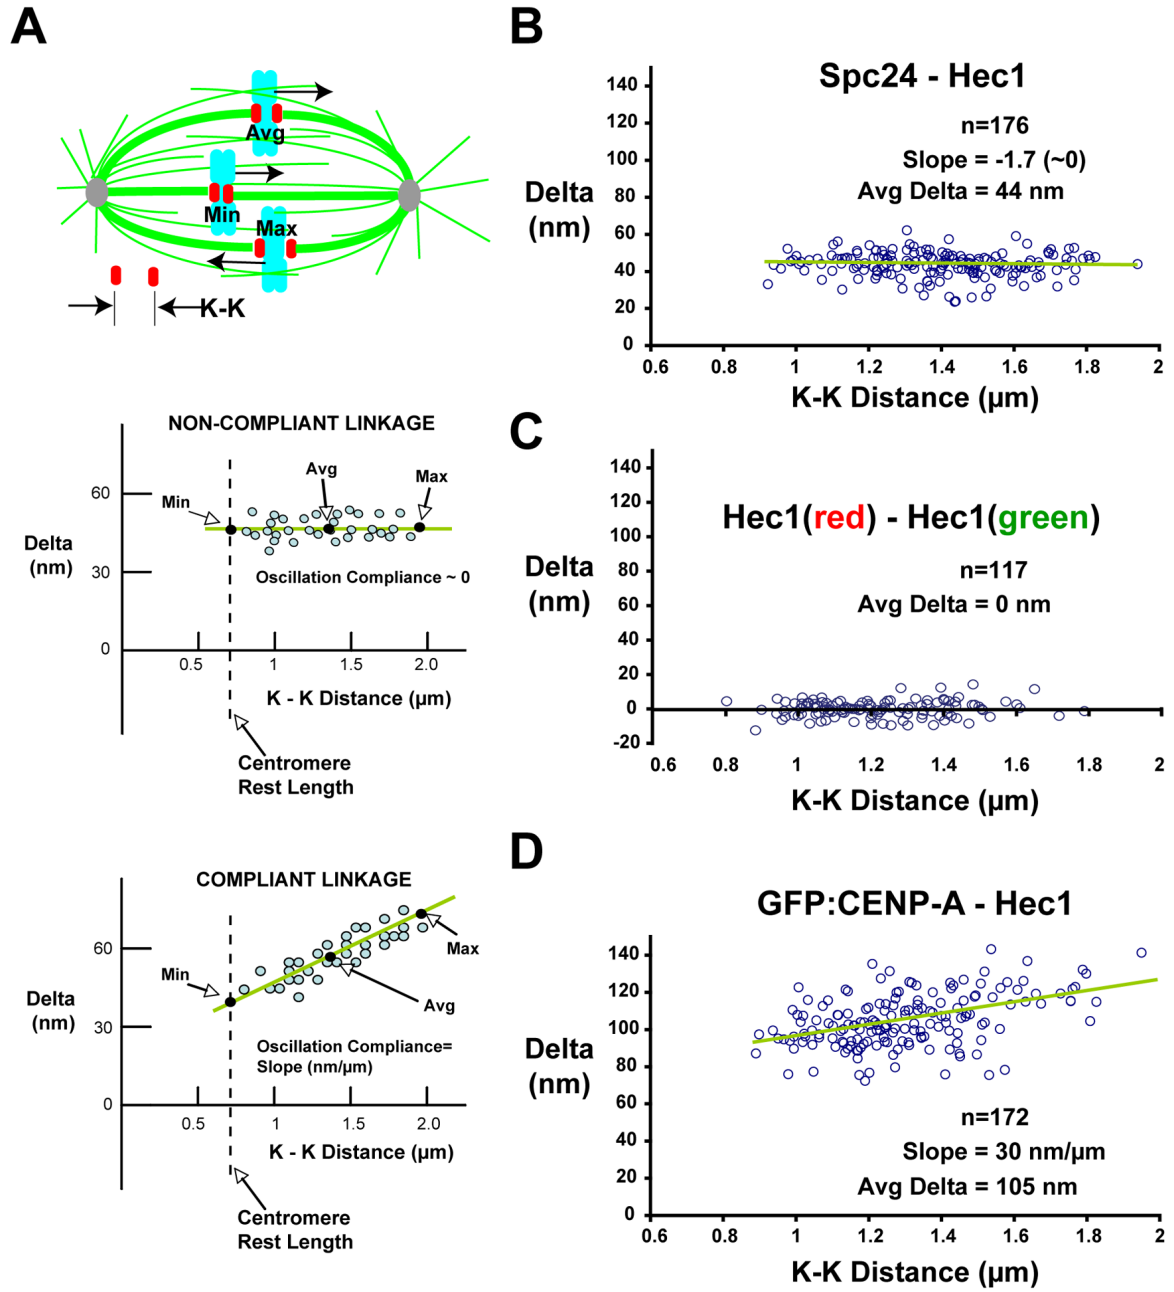 A
Avg
Min
Max
K-K
NON-COMPLIANT LINKAGE
Min
Avg
Max
60
30
0
Delta
(nm)
Oscillation Compliance ~ 0
0.5
1
1.5
2.0
K - K Distance (µm)
Centromere
Rest Length
COMPLIANT LINKAGE
Min
Max
Avg
60
30
0
Delta
(nm)
Oscillation Compliance=
Slope (nm/µm)
0.5
1
1.5
2.0
K - K Distance (µm)
Centromere
Rest Length
B
Spc24 - Hec1
n=176
Slope = -1.7 (~0)
Avg Delta = 44 nm
Delta
(nm)
140
120
100
80
60
40
20
0
0.6
0.8
1
1.2
1.4
1.6
1.8
2
K-K Distance (µm)
C
Hec1(red) - Hec1(green)
n=117
Avg Delta = 0 nm
Delta
(nm)
140
120
100
80
60
40
20
0
-20
0.6
0.8
1
1.2
1.4
1.6
1.8
2
K-K Distance (µm)
D
GFP:CENP-A - Hec1
Delta
(nm)
140
120
100
80
60
40
20
0
n=172
Slope = 30 nm/µm
Avg Delta = 105 nm
0.6
0.8
1
1.2
1.4
1.6
1.8
2
K-K Distance (µm)